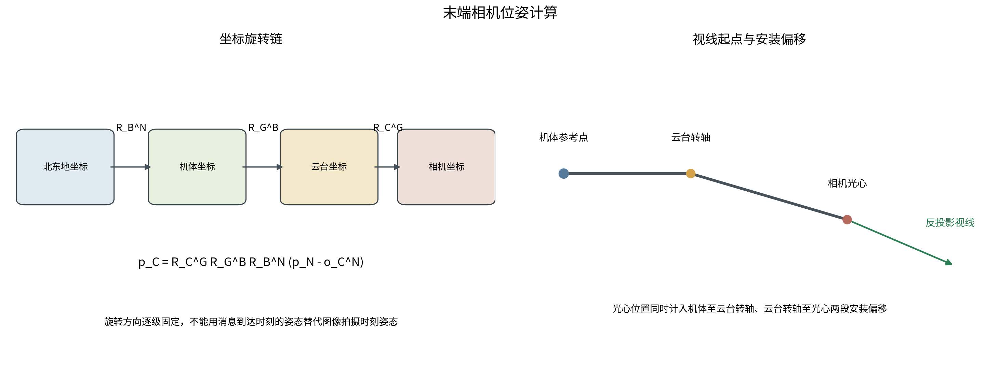 末端相机位姿计算
坐标旋转链
R_B^N
R_G^B
R_C^G
北东地坐标
机体坐标
云台坐标
相机坐标
p_C = R_C^G R_G^B R_B^N (p_N - o_C^N)
旋转方向逐级固定，不能用消息到达时刻的姿态替代图像拍摄时刻姿态
视线起点与安装偏移
机体参考点
云台转轴
相机光心
反投影视线
光心位置同时计入机体至云台转轴、云台转轴至光心两段安装偏移